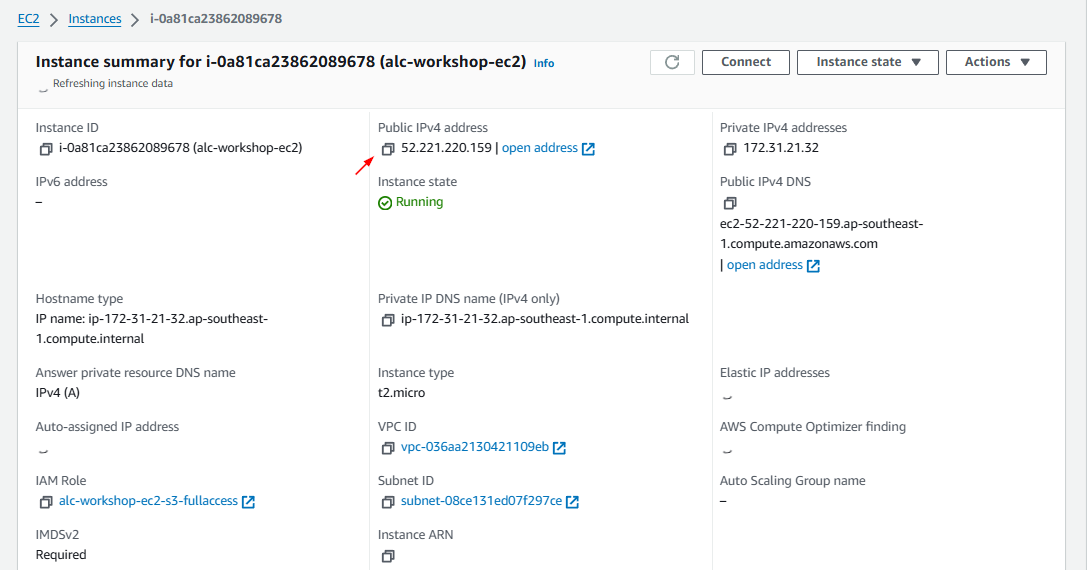 EC2 > Instances > i-0a81ca23862089678
Instance summary for i-0a81ca23862089678 (alc-workshop-ec2) Info
Refreshing instance data
Connect
Instance state
Actions
Instance ID
i-0a81ca23862089678 (alc-workshop-ec2)
Public IPv4 address
52.221.220.159 | open address
Private IPv4 addresses
172.31.21.32
IPv6 address
–
Instance state
Running
Public IPv4 DNS
ec2-52-221-220-159.ap-southeast-
1.compute.amazonaws.com
| open address
Hostname type
IP name: ip-172-31-21-32.ap-southeast-
1.compute.internal
Private IP DNS name (IPv4 only)
ip-172-31-21-32.ap-southeast-1.compute.internal
Answer private resource DNS name
IPv4 (A)
Instance type
t2.micro
Elastic IP addresses
Auto-assigned IP address
VPC ID
vpc-036aa2130421109eb
AWS Compute Optimizer finding
IAM Role
alc-workshop-ec2-s3-fullaccess
Subnet ID
subnet-08ce131ed07f297ce
Auto Scaling Group name
–
IMDSv2
Required
Instance ARN